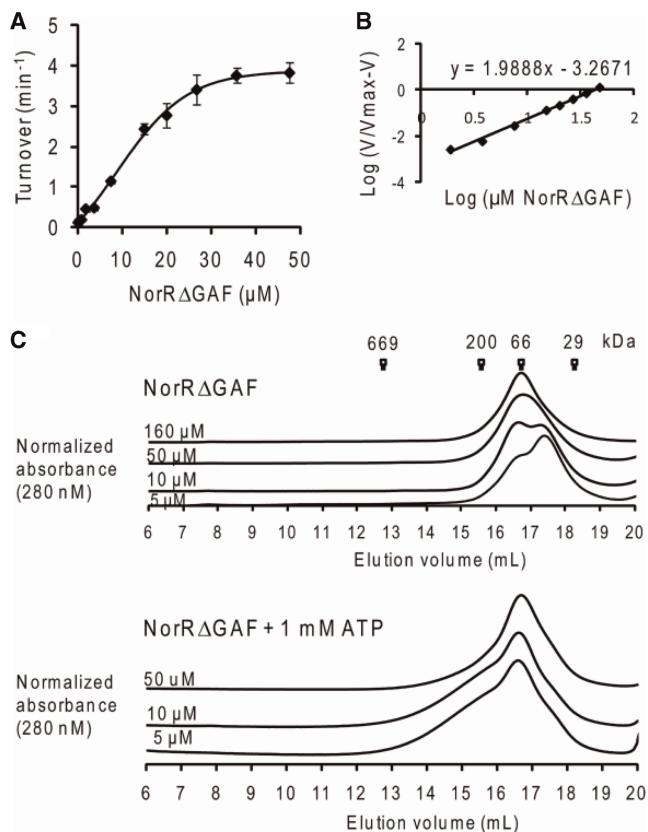 A
Turnover (min-1)
5
4
3
2
1
0
0 10 20 30 40 50
NorRΔGAF (µM)
B
Log (V/Vmax-V)
y = 1.9888x - 3.2671
2
0
-2
-4
0 0.5 1 1.5 2
Log (µM NorRΔGAF)
C
669 200 66 29 kDa
NorRΔGAF
Normalized
absorbance
(280 nM)
160 µM
50 µM
10 µM
5 µM
6 7 8 9 10 11 12 13 14 15 16 17 18 19 20
Elution volume (mL)
NorRΔGAF + 1 mM ATP
Normalized
absorbance
(280 nM)
50 uM
10 µM
5 µM
6 7 8 9 10 11 12 13 14 15 16 17 18 19 20
Elution volume (mL)